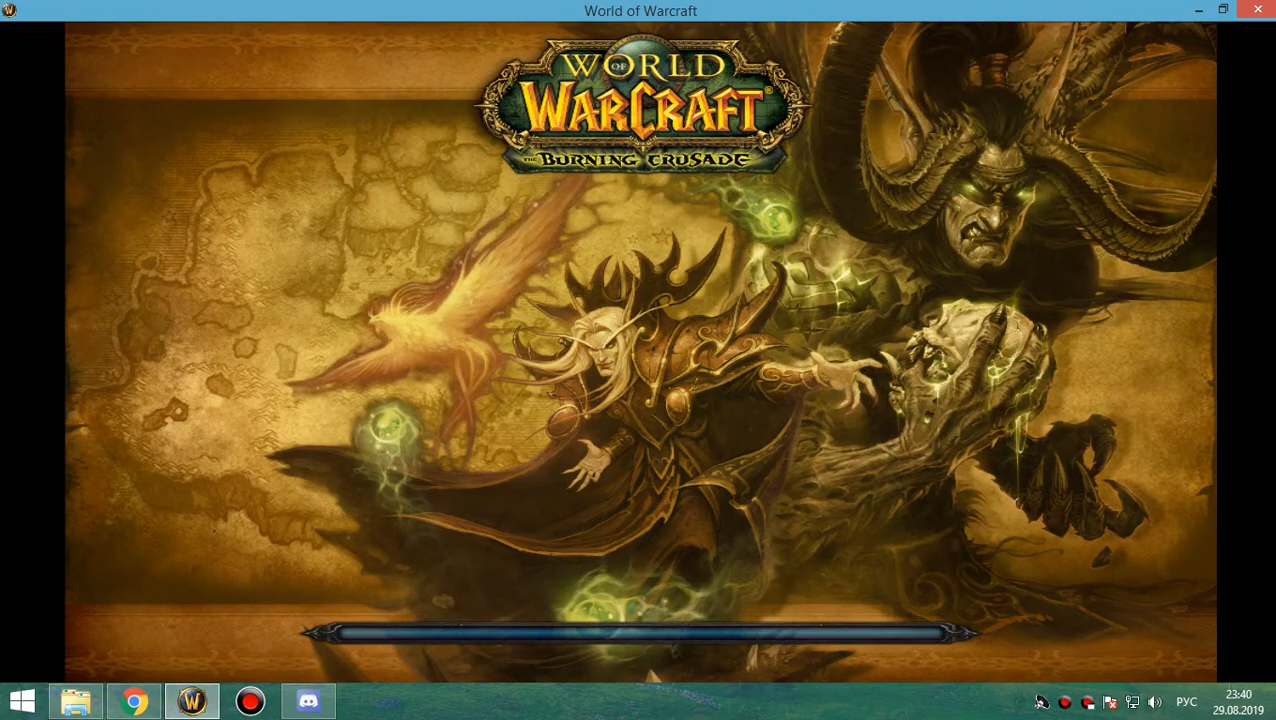 World of Warcraft
WORLD
OF
WARCRAFT®
THE BURNING CRUSADE
РУС
23:40
29.08.2019